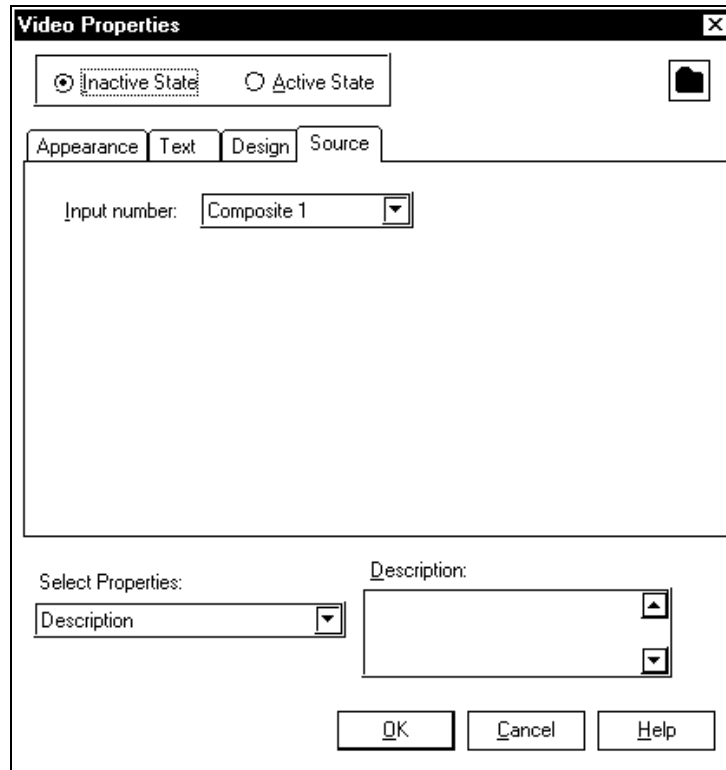 Video Properties
Inactive State Active State
Appearance Text Design Source
Input number: Composite 1
Select Properties: Description:
Description
OK Cancel Help